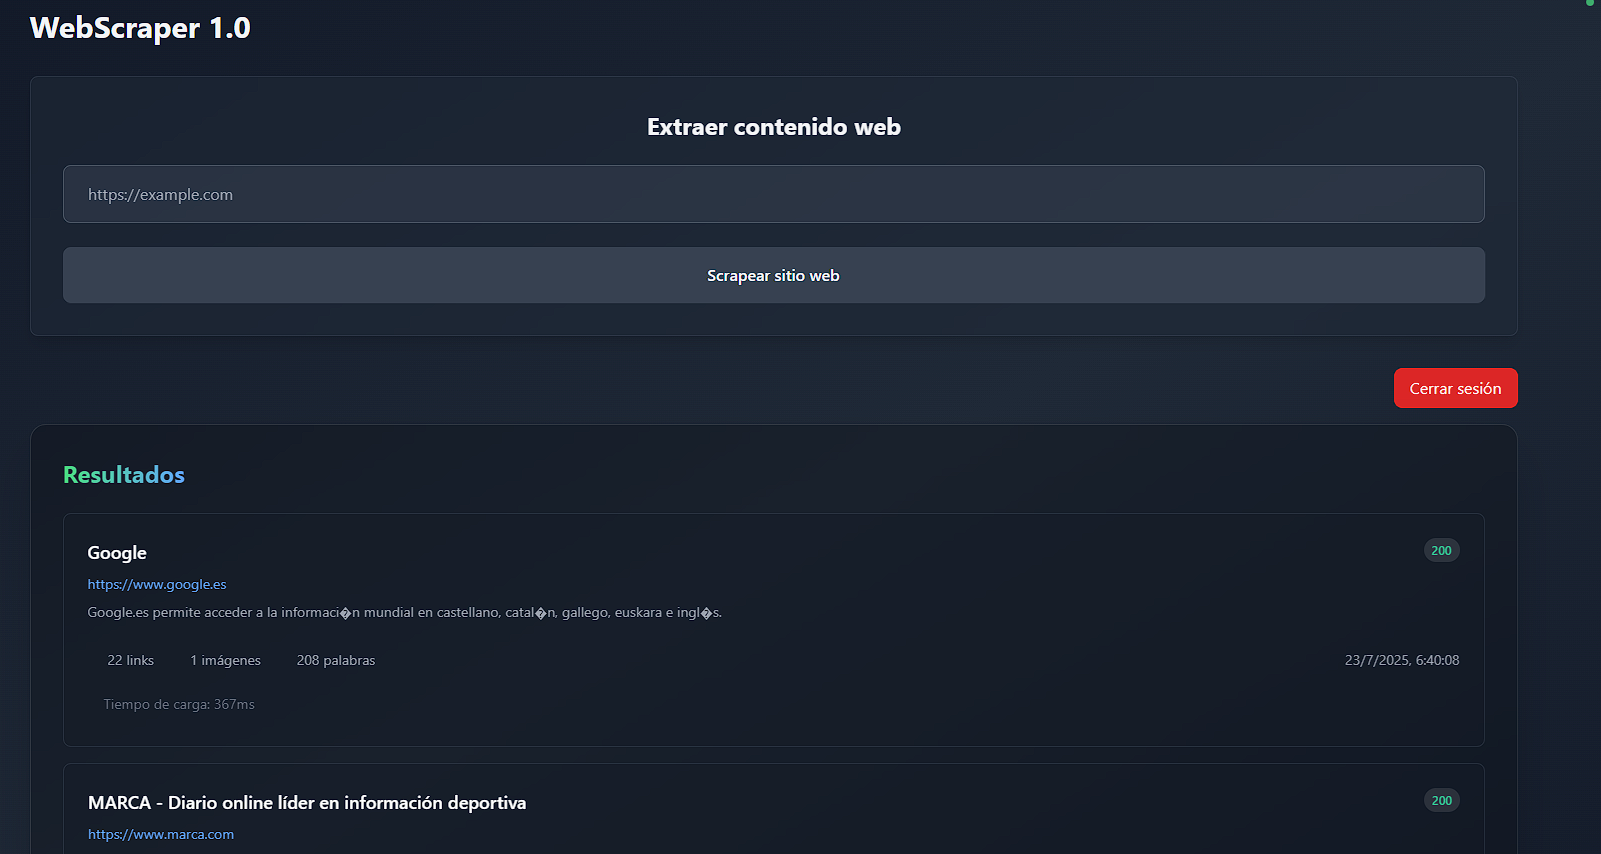 WebScraper 1.0
Extraer contenido web
https://example.com
Scrapear sitio web
Cerrar sesión
Resultados
Google
200
https://www.google.es
Google.es permite acceder a la informaci�n mundial en castellano, catal�n, gallego, euskara e ingl�s.
22 links 1 imágenes 208 palabras 23/7/2025, 6:40:08
Tiempo de carga: 367ms
MARCA - Diario online líder en información deportiva
200
https://www.marca.com